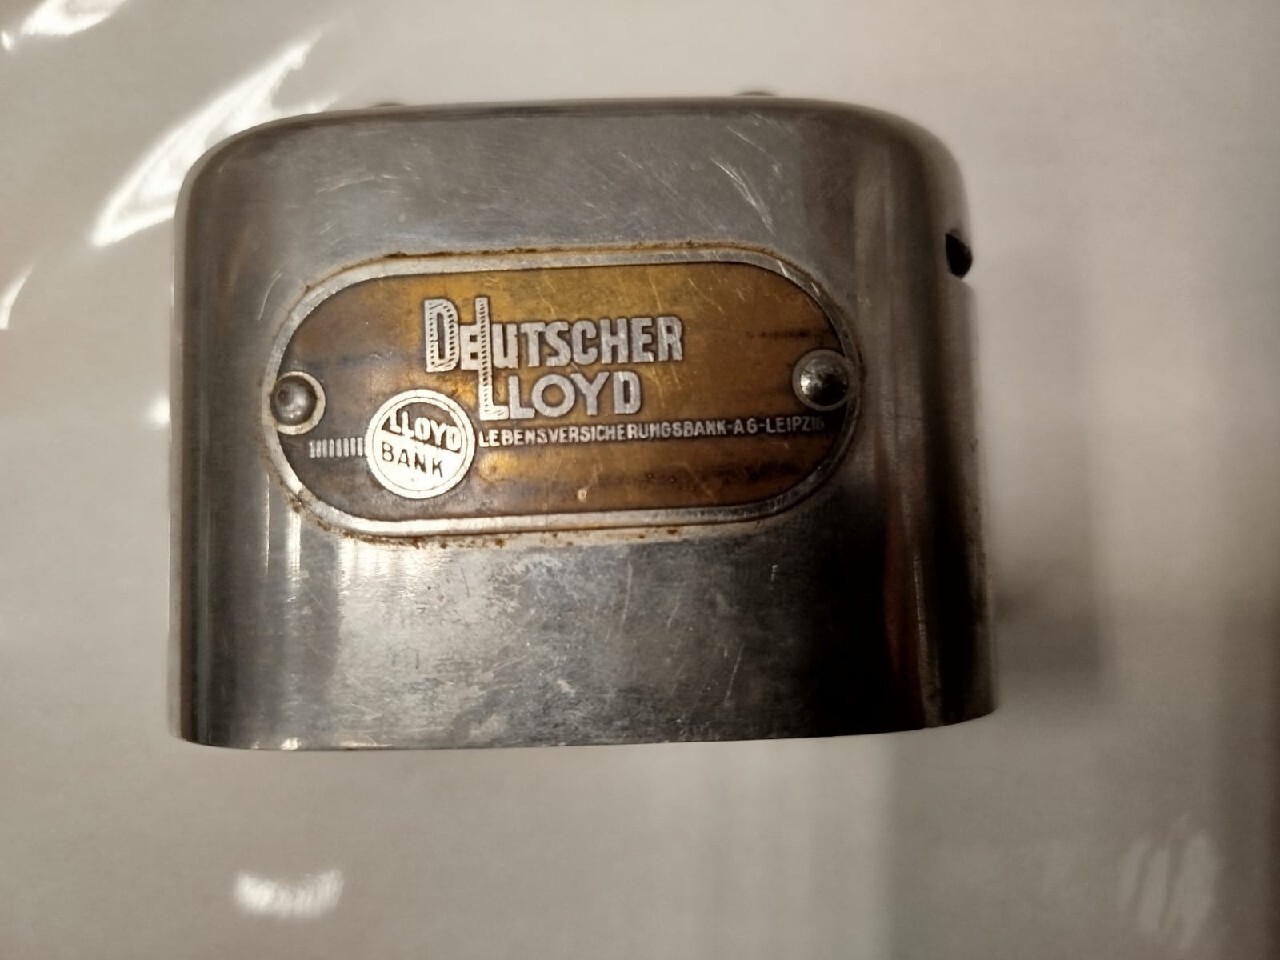 DEUTSCHER
LLOYD
LEBENSVERSICHERUNGSBANK-AG-LEIPZIG
LLOYD
BANK